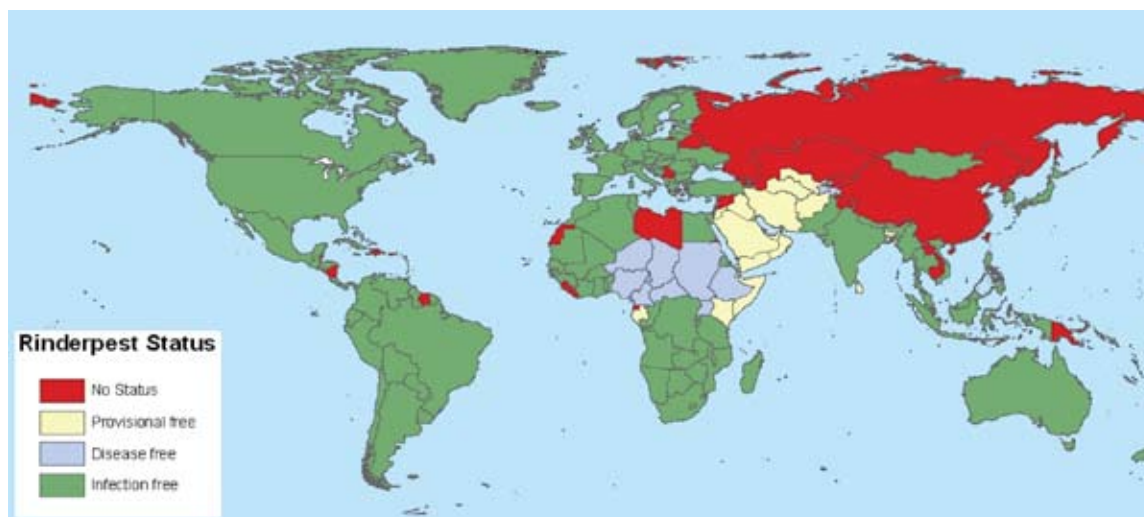 Rinderpest Status
No Status
Provisional free
Disease free
Infection free